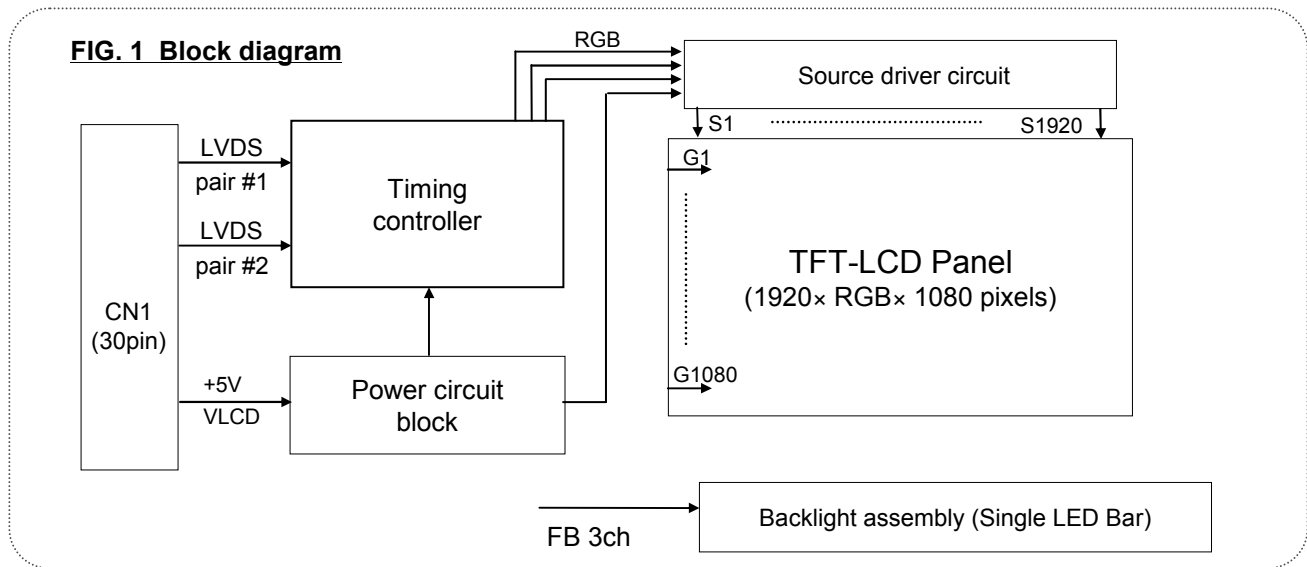 FIG. 1 Block diagram
RGB
Source driver circuit
S1
S1920
CN1
(30pin)
LVDS
pair #1
LVDS
pair #2
+5V
VLCD
Timing
controller
Power circuit
block
G1
TFT-LCD Panel
(1920× RGB× 1080 pixels)
G1080
FB 3ch
Backlight assembly (Single LED Bar)